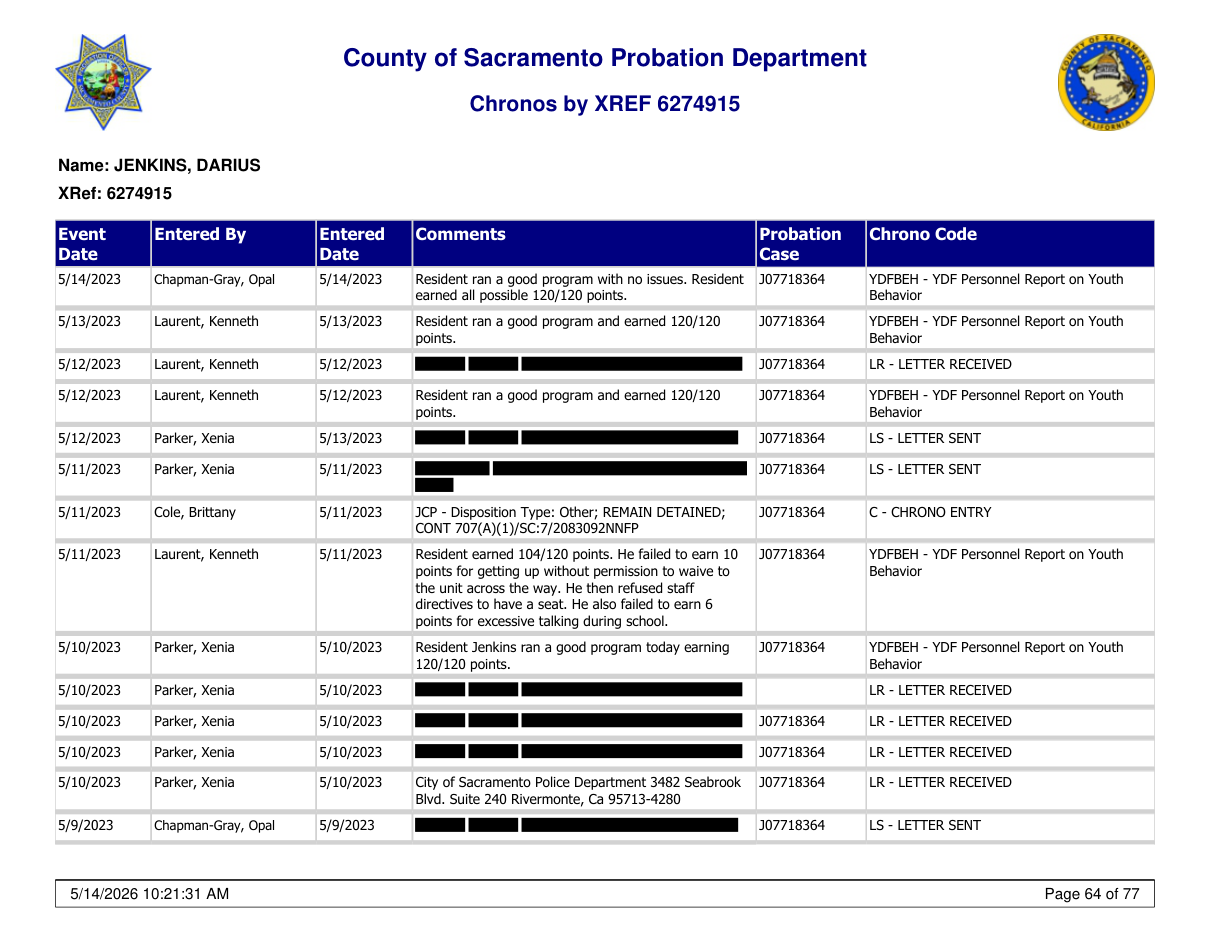 County of Sacramento Probation Department
Chronos by XREF 6274915
COUNTY OF SACRAMENTO
CALIFORNIA
Name: JENKINS, DARIUS
XRef: 6274915
Event Date Entered By Entered Date Comments Probation Case Chrono Code
5/14/2023 Chapman-Gray, Opal 5/14/2023 Resident ran a good program with no issues. Resident J07718364 YDFBEH - YDF Personnel Report on Youth
earned all possible 120/120 points. Behavior
5/13/2023 Laurent, Kenneth 5/13/2023 Resident ran a good program and earned 120/120 J07718364 YDFBEH - YDF Personnel Report on Youth
points. Behavior
5/12/2023 Laurent, Kenneth 5/12/2023 J07718364 LR - LETTER RECEIVED
5/12/2023 Laurent, Kenneth 5/12/2023 Resident ran a good program and earned 120/120 J07718364 YDFBEH - YDF Personnel Report on Youth
points. Behavior
5/12/2023 Parker, Xenia 5/13/2023 J07718364 LS - LETTER SENT
5/11/2023 Parker, Xenia 5/11/2023 J07718364 LS - LETTER SENT
5/11/2023 Cole, Brittany 5/11/2023 JCP - Disposition Type: Other; REMAIN DETAINED; J07718364 C - CHRONO ENTRY
CONT 707(A)(1)/SC:7/2083092NNFP
5/11/2023 Laurent, Kenneth 5/11/2023 Resident earned 104/120 points. He failed to earn 10 J07718364 YDFBEH - YDF Personnel Report on Youth
points for getting up without permission to waive to Behavior
the unit across the way. He then refused staff
directives to have a seat. He also failed to earn 6
points for excessive talking during school.
5/10/2023 Parker, Xenia 5/10/2023 Resident Jenkins ran a good program today earning J07718364 YDFBEH - YDF Personnel Report on Youth
120/120 points. Behavior
5/10/2023 Parker, Xenia 5/10/2023 LR - LETTER RECEIVED
5/10/2023 Parker, Xenia 5/10/2023 J07718364 LR - LETTER RECEIVED
5/10/2023 Parker, Xenia 5/10/2023 J07718364 LR - LETTER RECEIVED
5/10/2023 Parker, Xenia 5/10/2023 City of Sacramento Police Department 3482 Seabrook J07718364 LR - LETTER RECEIVED
Blvd. Suite 240 Rivermonte, Ca 95713-4280
5/9/2023 Chapman-Gray, Opal 5/9/2023 J07718364 LS - LETTER SENT
5/14/2026 10:21:31 AM Page 64 of 77